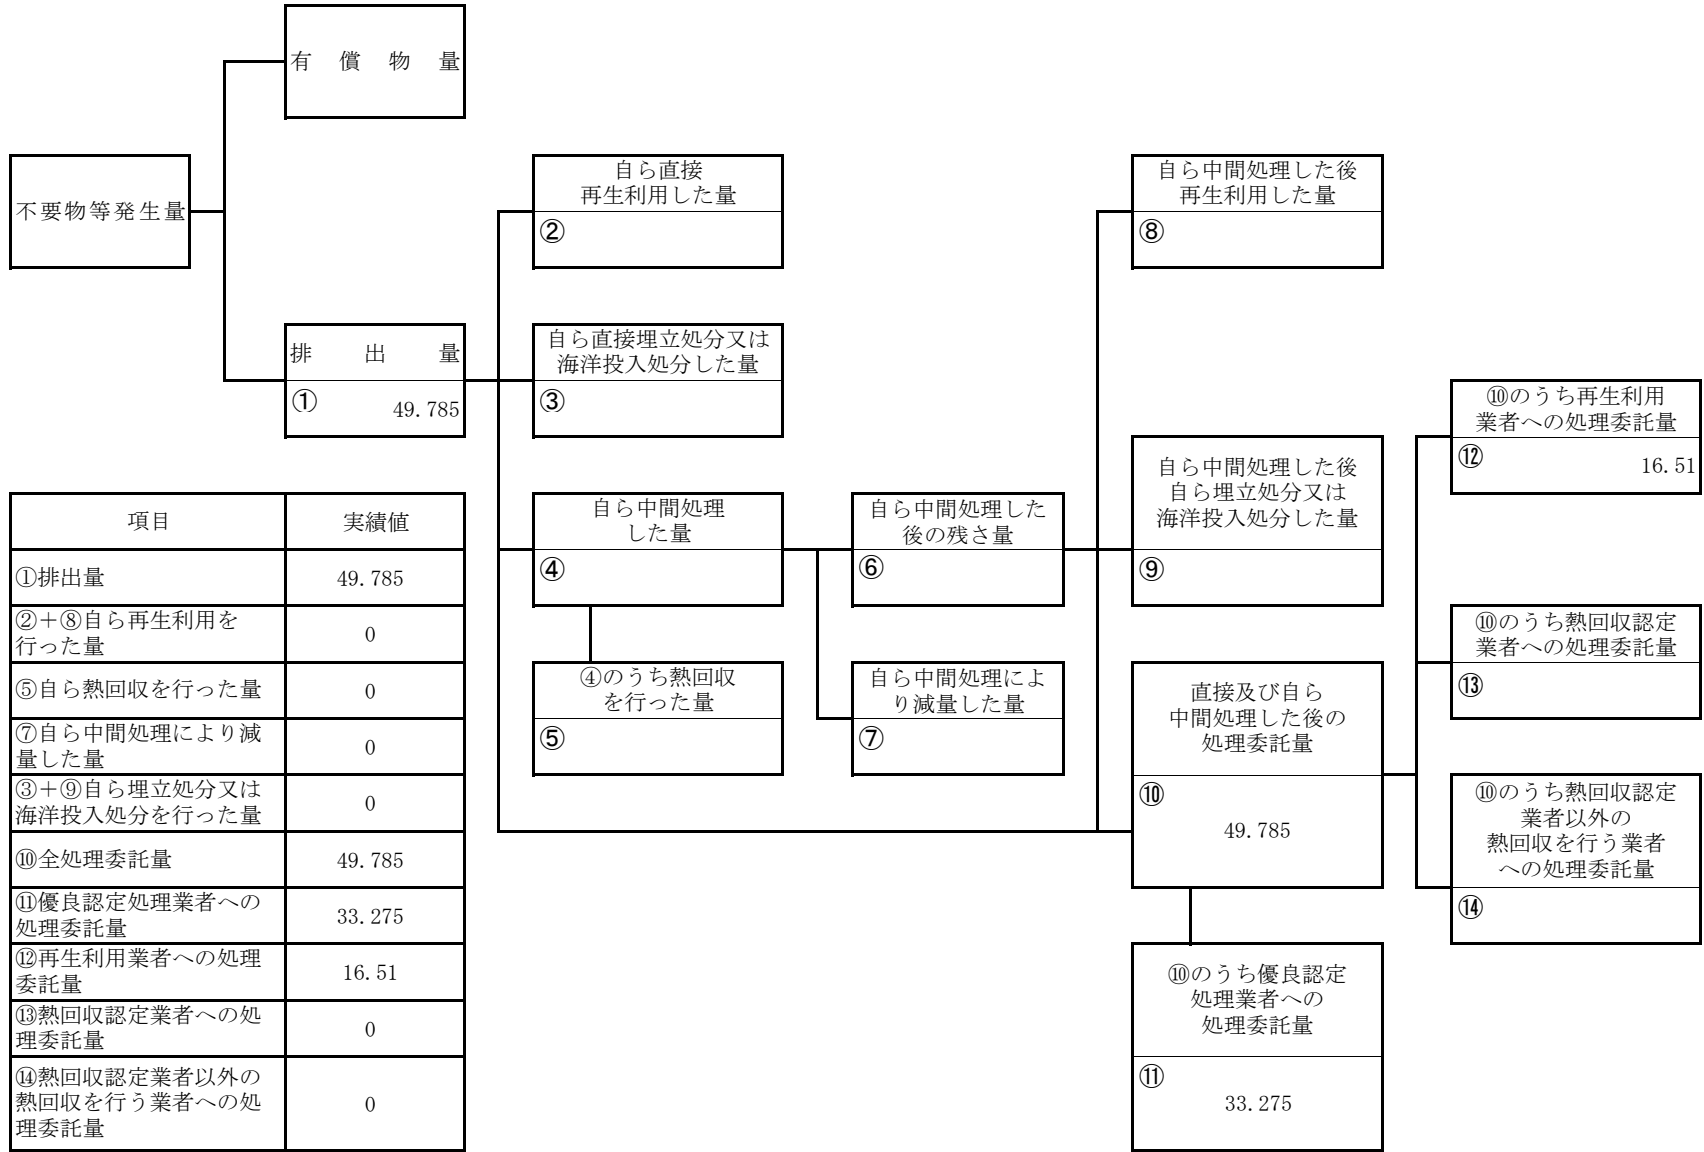 有償物量
不要物等発生量
排出量
①
49.785
自ら直接
再生利用した量
②
自ら直接埋立処分又は
海洋投入処分した量
③
自ら中間処理
した量
④
④のうち熱回収
を行った量
⑤
自ら中間処理した
後の残さ量
⑥
自ら中間処理によ
り減量した量
⑦
自ら中間処理した後
再生利用した量
⑧
自ら中間処理した後
自ら埋立処分又は
海洋投入処分した量
⑨
直接及び自ら
中間処理した後の
処理委託量
⑩
49.785
⑩のうち優良認定
処理業者への
処理委託量
⑪
33.275
⑩のうち再生利用
業者への処理委託量
⑫
16.51
⑩のうち熱回収認定
業者への処理委託量
⑬
⑩のうち熱回収認定
業者以外の
熱回収を行う業者
への処理委託量
⑭
項目
実績値
①排出量
49.785
②+⑧自ら再生利用を
行った量
0
⑤自ら熱回収を行った量
0
⑦自ら中間処理により減
量した量
0
③+⑨自ら埋立処分又は
海洋投入処分を行った量
0
⑩全処理委託量
49.785
⑪優良認定処理業者への
処理委託量
33.275
⑫再生利用業者への処理
委託量
16.51
⑬熱回収認定業者への処
理委託量
0
⑭熱回収認定業者以外の
熱回収を行う業者への処
理委託量
0